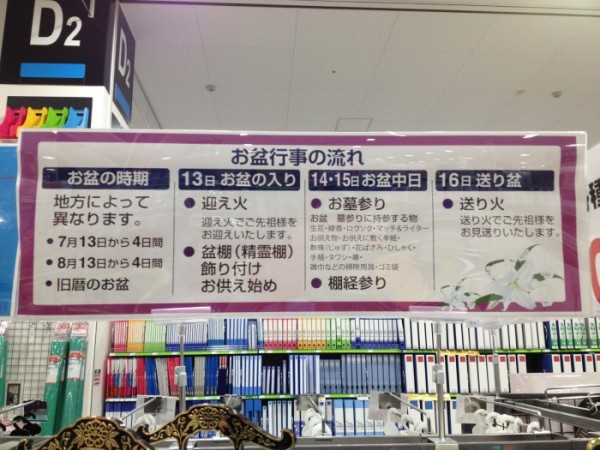 D2
D2
お盆行事の流れ
お盆の時期
地方によって
異なります。
• 7月13日から4日間
• 8月13日から4日間
• 旧暦のお盆
13日 お盆の入り
● 迎え火
迎え火でご先祖様を
お迎えいたします。
● 盆棚（精霊棚）
飾り付け
お供え始め
14・15日 お盆中日
● お墓参り
お盆 墓参りに持参する物
生花・線香・ロウソク・マッチ＆ライター
お供え物・お供えに敷く半紙・
数珠（じゅず）・花ばさみ・ひしゃく・
手桶・タワシ・箒・
雑巾などの掃除用具・ゴミ袋
● 棚経参り
16日 送り盆
● 送り火
送り火でご先祖様を
お見送りいたします。